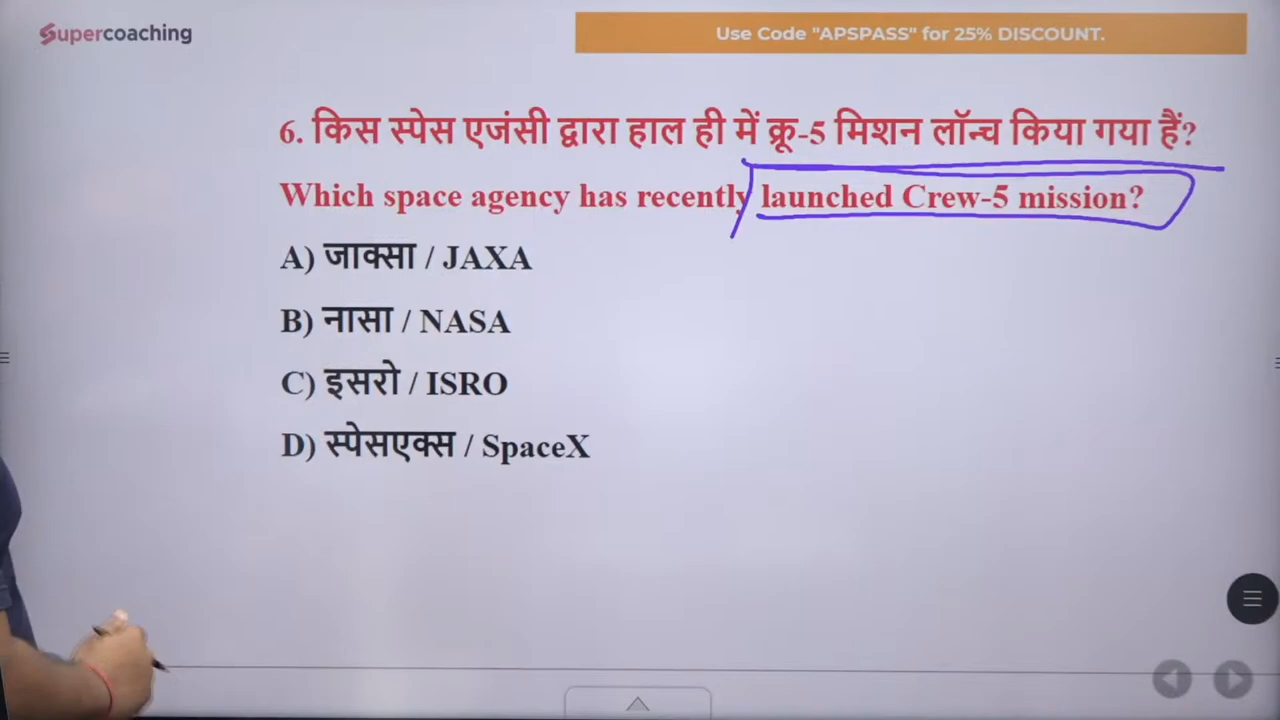 Supercoaching
Use Code "APSPASS" for 25% DISCOUNT.
6. किस स्पेस एजंसी द्वारा हाल ही में क्रू-5 मिशन लॉन्च किया गया हैं?
Which space agency has recently launched Crew-5 mission?
A) जाक्सा / JAXA
B) नासा / NASA
C) इसरो / ISRO
D) स्पेसएक्स / SpaceX